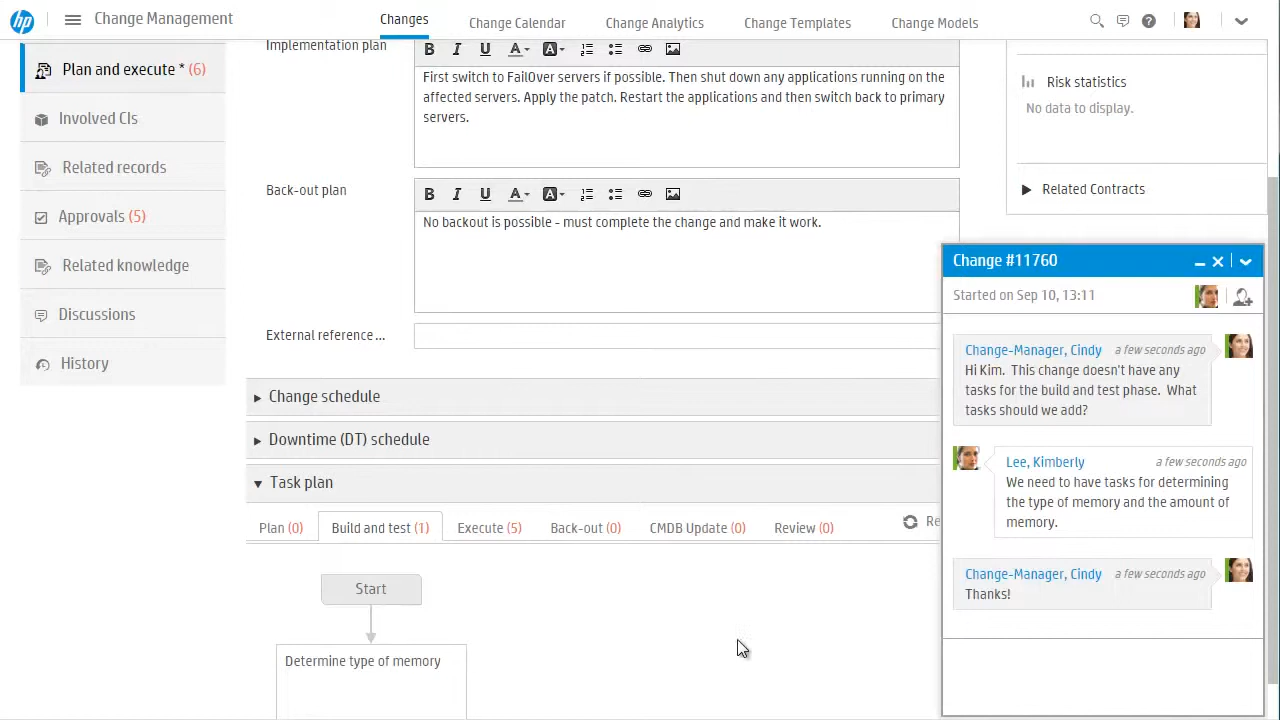 hp
Change Management
Changes
Change Calendar
Change Analytics
Change Templates
Change Models
Plan and execute * (6)
Involved CIs
Related records
Approvals (5)
Related knowledge
Discussions
History
Implementation plan
B I U A A
First switch to FailOver servers if possible. Then shut down any applications running on the
affected servers. Apply the patch. Restart the applications and then switch back to primary
servers.
Back-out plan
B I U A A
No backout is possible - must complete the change and make it work.
External reference ...
Change schedule
Downtime (DT) schedule
Task plan
Plan (0)
Build and test (1)
Execute (5)
Back-out (0)
CMDB Update (0)
Review (0)
Re
Start
Determine type of memory
Risk statistics
No data to display.
Related Contracts
Change #11760
Started on Sep 10, 13:11
Change-Manager, Cindy a few seconds ago
Hi Kim. This change doesn't have any
tasks for the build and test phase. What
tasks should we add?
Lee, Kimberly a few seconds ago
We need to have tasks for determining
the type of memory and the amount of
memory.
Change-Manager, Cindy a few seconds ago
Thanks!